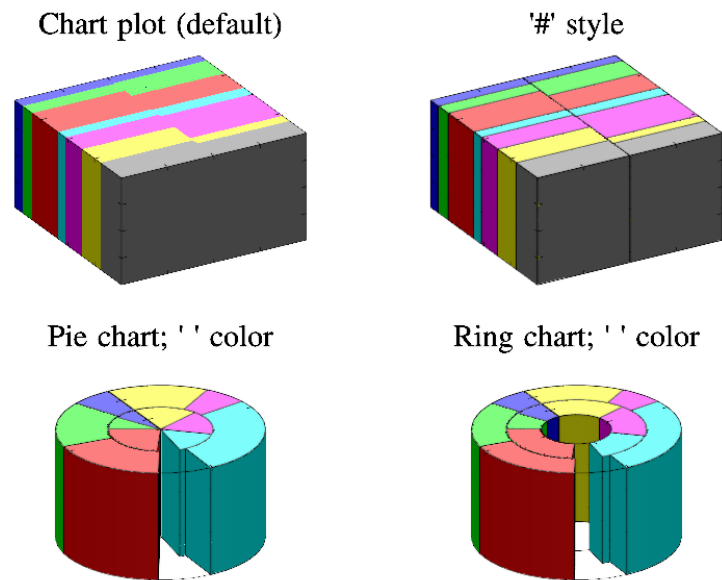 Chart plot (default)
'#' style
Pie chart; ' ' color
Ring chart; ' ' color